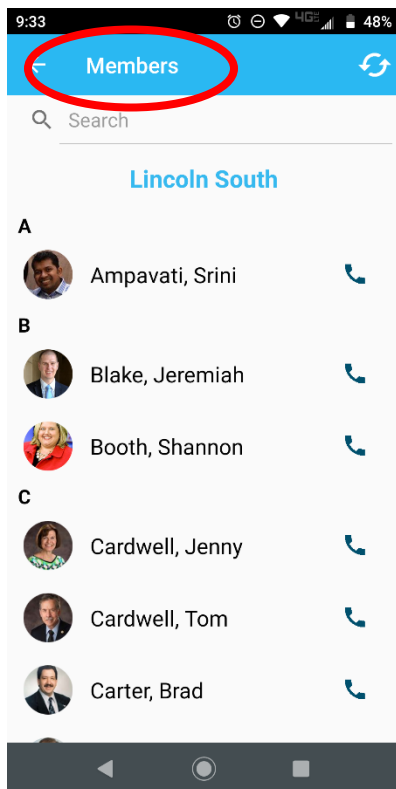 9:33 4G 48%
Members
Search
Lincoln South
A
Ampavati, Srini
B
Blake, Jeremiah
Booth, Shannon
C
Cardwell, Jenny
Cardwell, Tom
Carter, Brad